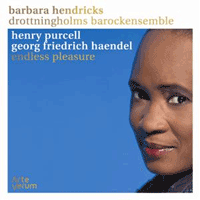 barbara hendricks
drottningholms barockensemble
henry purcell
georg friedrich haendel
endless pleasure
Arte
verum